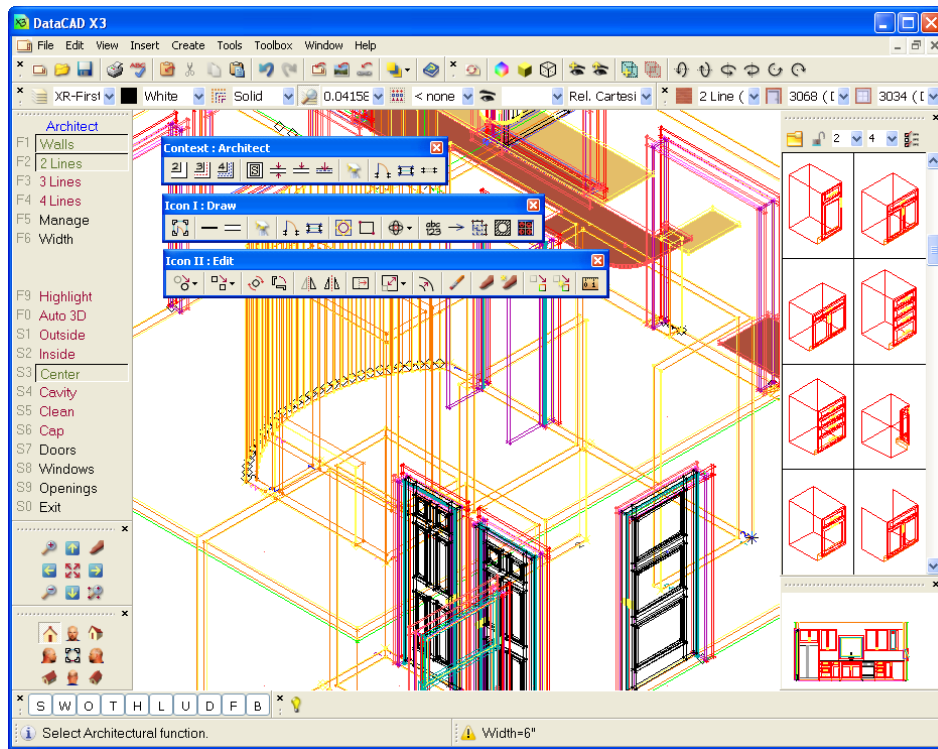 DataCAD X3
File Edit View Insert Create Tools Toolbox Window Help
XR-First White Solid 0.04158 < none Rel. Cartesi 2 Line ( 3068 ( D 3034 ( D
Architect
F1 Walls
F2 2 Lines
F3 3 Lines
F4 4 Lines
F5 Manage
F6 Width
F9 Highlight
F0 Auto 3D
S1 Outside
S2 Inside
S3 Center
S4 Cavity
S5 Clean
S6 Cap
S7 Doors
S8 Windows
S9 Openings
S0 Exit
Context : Architect
Icon I : Draw
Icon II : Edit
2 4
S W O T H L U D F B
Select Architectural function. Width=6"